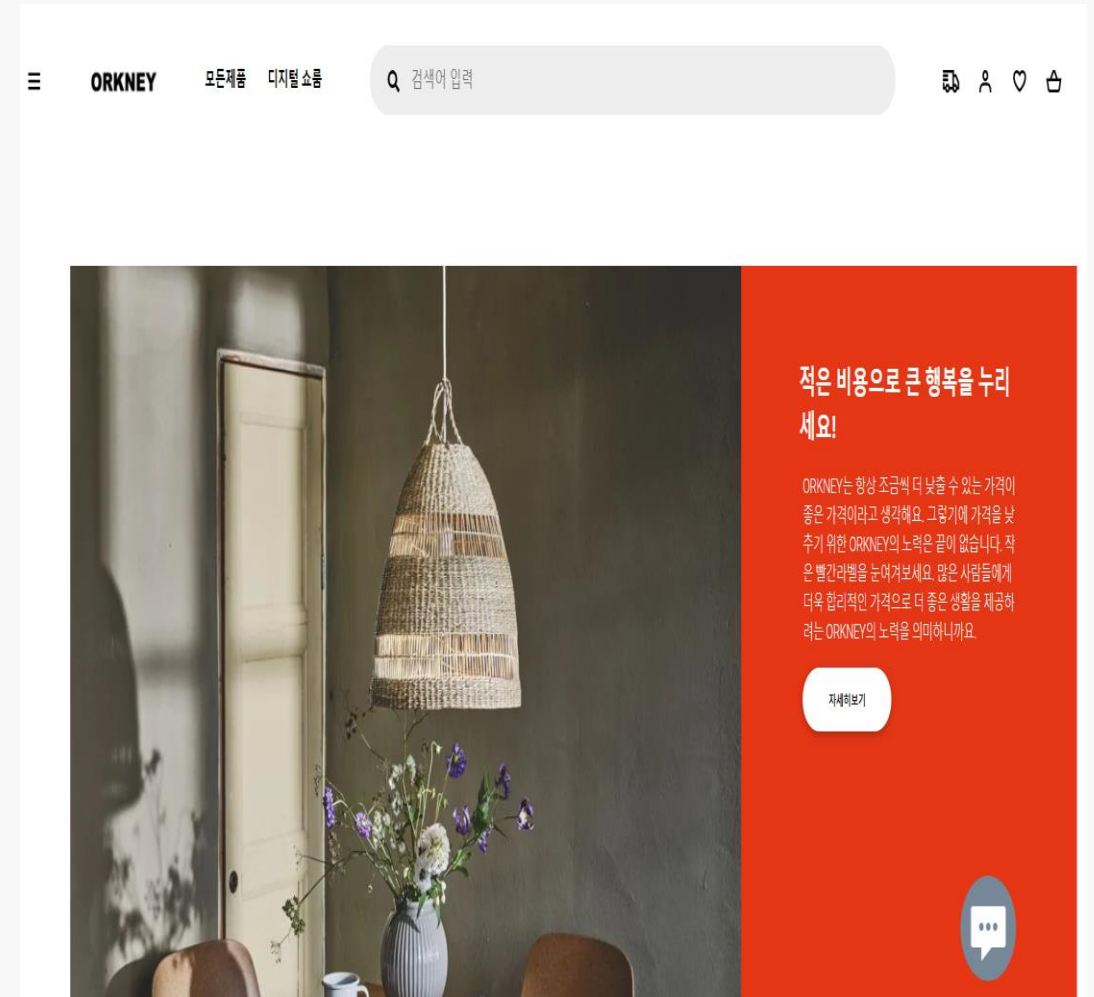 ORKNEY
모든제품
디지털 쇼룸
검색어 입력
적은 비용으로 큰 행복을 누리
세요!
ORKNEY는 항상 조금씩 더 낮출 수 있는 가격이
좋은 가격이라고 생각해요. 그렇기에 가격을 낮
추기 위한 ORKNEY의 노력은 끝이 없습니다. 작
은 빨간라벨을 눈여겨보세요. 많은 사람들에게
더욱 합리적인 가격으로 더 좋은 생활을 제공하
려는 ORKNEY의 노력을 의미하니까요.
자세히보기